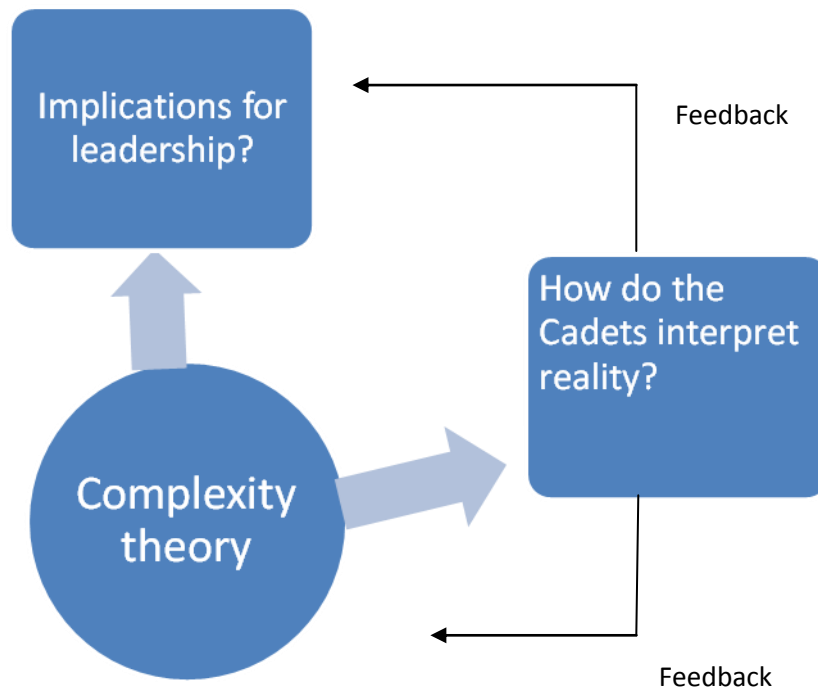 Implications for
leadership?
Feedback
How do the
Cadets interpret
reality?
Complexity
theory
Feedback